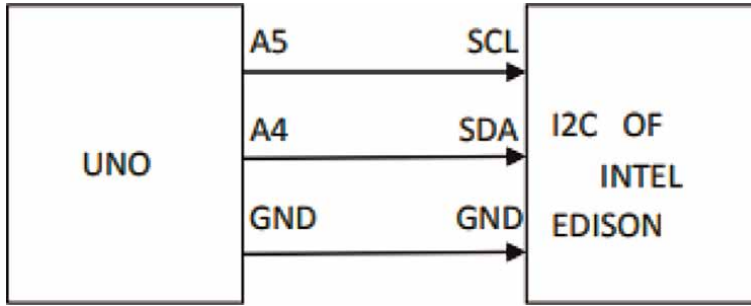 A5 SCL
A4 SDA
UNO
I2C OF
INTEL
EDISON
GND GND